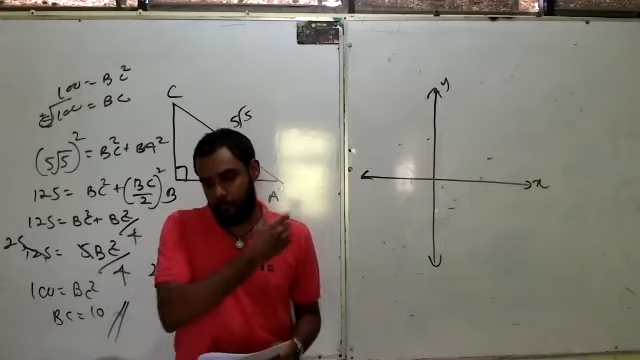 100 = BC²
±√100 = BC
C
5√5
(5√5)² = BC² + BA²
125 = BC² + (BC/2)²
B
A
125 = BC² + BC²/4
25
125 = 5BC²/4
100 = BC²
BC = 10
y
x